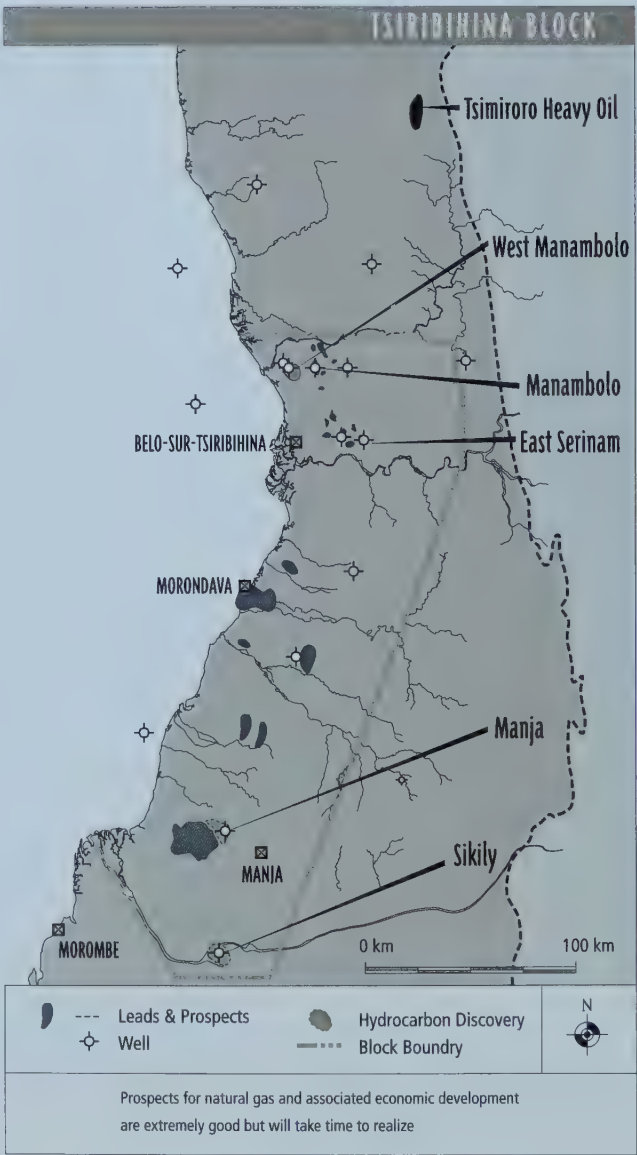 TSIRIBIHINA BLOCK
Tsimiroro Heavy Oil
West Manambolo
Manambolo
BELO-SUR-TSIRIBIHINA
East Serinam
MORONDAVA
Manja
MANJA
Sikily
MOROMBE
0 km 100 km
Leads & Prospects
Well
Hydrocarbon Discovery
Block Boundry
N
Prospects for natural gas and associated economic development
are extremely good but will take time to realize